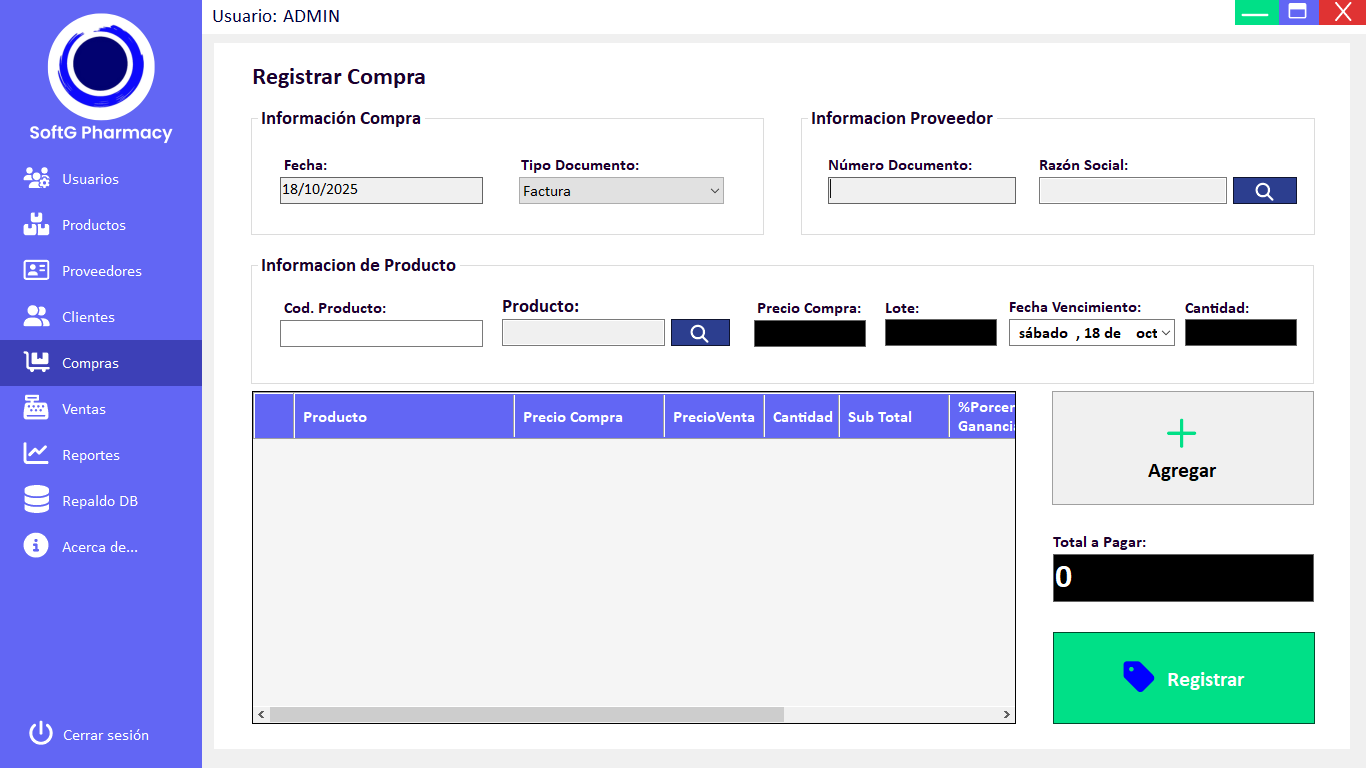 Usuario: ADMIN
SoftG Pharmacy
Usuarios
Productos
Proveedores
Clientes
Compras
Ventas
Reportes
Repaldo DB
Acerca de...
Cerrar sesión
Registrar Compra
Información Compra
Fecha:
18/10/2025
Tipo Documento:
Factura
Informacion Proveedor
Número Documento:
Razón Social:
Informacion de Producto
Cod. Producto:
Producto:
Precio Compra:
Lote:
Fecha Vencimiento:
sábado , 18 de oct
Cantidad:
Producto
Precio Compra
PrecioVenta
Cantidad
Sub Total
%Porcen
Gananci
Agregar
Total a Pagar:
0
Registrar